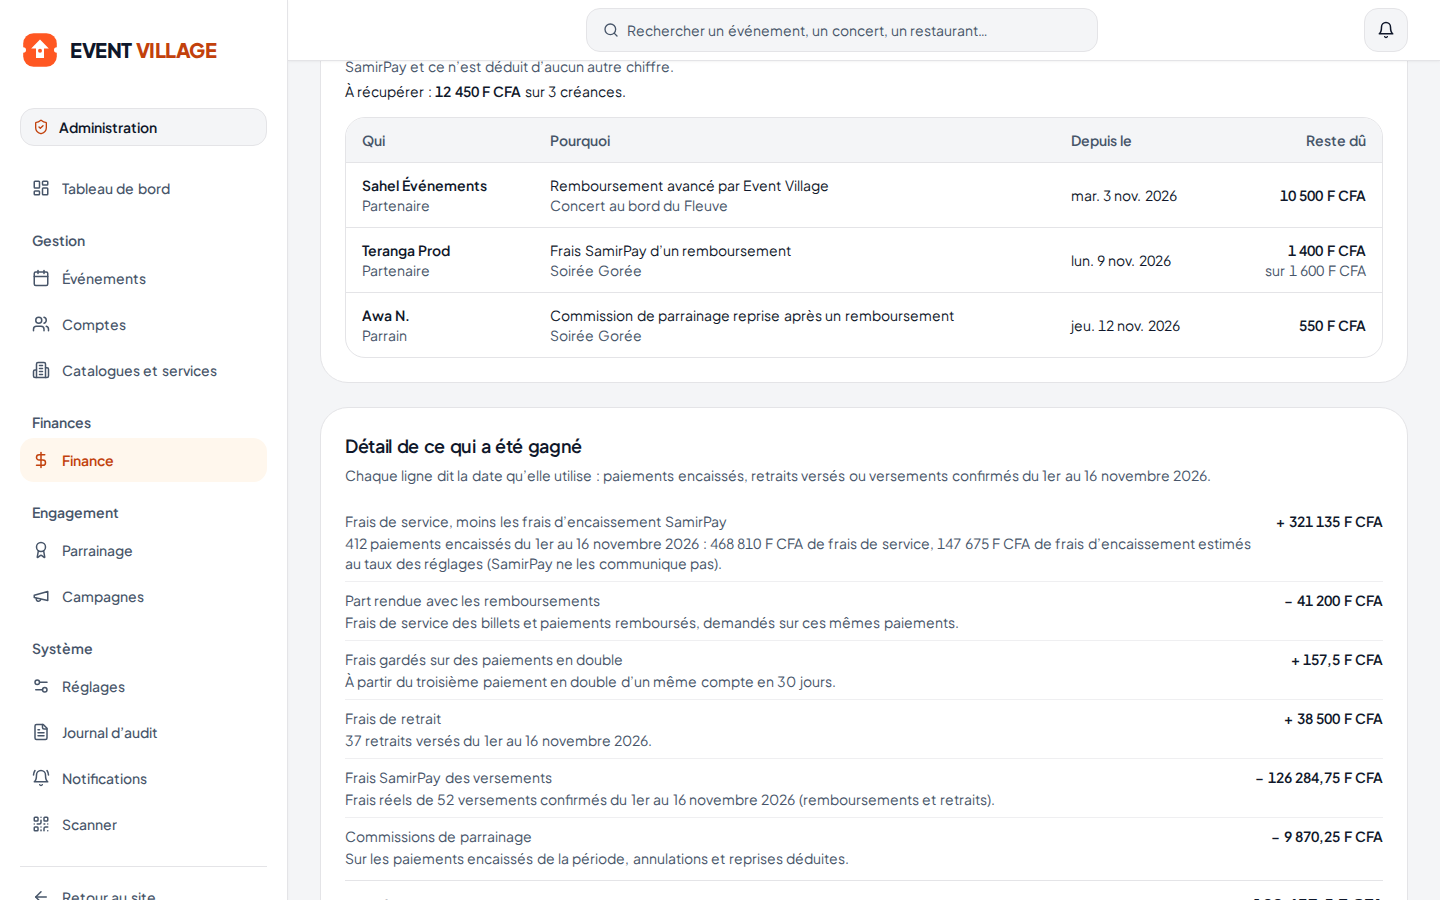 EVENT VILLAGE
Rechercher un événement, un concert, un restaurant…
Administration
Tableau de bord
Gestion
Événements
Comptes
Catalogues et services
Finances
Finance
Engagement
Parrainage
Campagnes
Système
Réglages
Journal d’audit
Notifications
Scanner
Retour au site
SamirPay et ce n’est déduit d’aucun autre chiffre.
À récupérer : 12 450 F CFA sur 3 créances.
Qui Pourquoi Depuis le Reste dû
Sahel Événements Remboursement avancé par Event Village mar. 3 nov. 2026 10 500 F CFA
Partenaire Concert au bord du Fleuve
Teranga Prod Frais SamirPay d’un remboursement lun. 9 nov. 2026 1 400 F CFA
Partenaire Soirée Gorée sur 1 600 F CFA
Awa N. Commission de parrainage reprise après un remboursement jeu. 12 nov. 2026 550 F CFA
Parrain Soirée Gorée
Détail de ce qui a été gagné
Chaque ligne dit la date qu’elle utilise : paiements encaissés, retraits versés ou versements confirmés du 1er au 16 novembre 2026.
Frais de service, moins les frais d’encaissement SamirPay + 321 135 F CFA
412 paiements encaissés du 1er au 16 novembre 2026 : 468 810 F CFA de frais de service, 147 675 F CFA de frais d’encaissement estimés
au taux des réglages (SamirPay ne les communique pas).
Part rendue avec les remboursements – 41 200 F CFA
Frais de service des billets et paiements remboursés, demandés sur ces mêmes paiements.
Frais gardés sur des paiements en double + 157,5 F CFA
À partir du troisième paiement en double d’un même compte en 30 jours.
Frais de retrait + 38 500 F CFA
37 retraits versés du 1er au 16 novembre 2026.
Frais SamirPay des versements – 126 284,75 F CFA
Frais réels de 52 versements confirmés du 1er au 16 novembre 2026 (remboursements et retraits).
Commissions de parrainage – 9 870,25 F CFA
Sur les paiements encaissés de la période, annulations et reprises déduites.